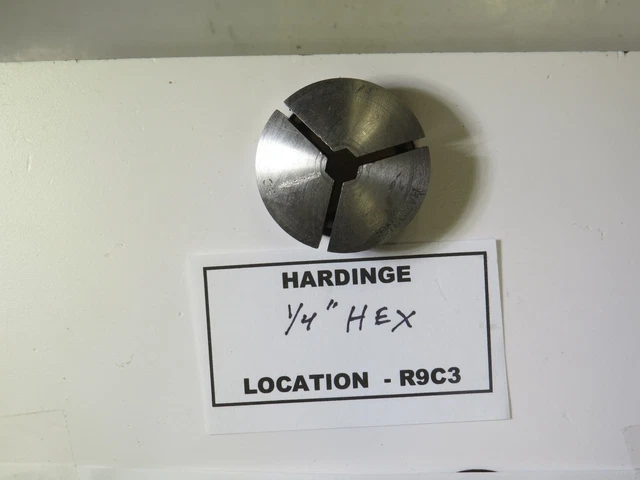 HARDINGE
1/4" HEX
LOCATION - R9C3